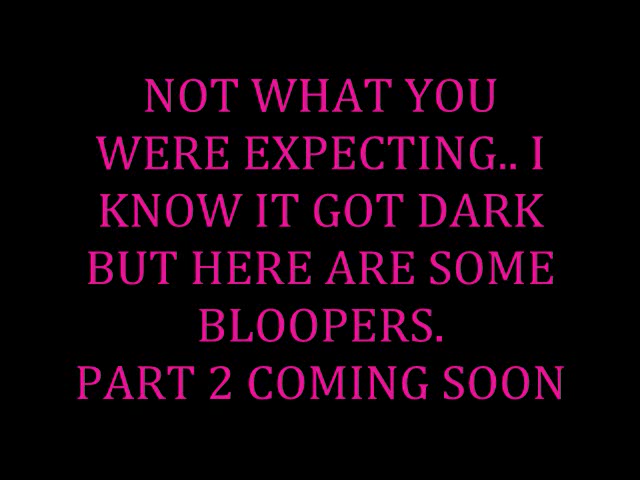 NOT WHAT YOU
WERE EXPECTING.. I
KNOW IT GOT DARK
BUT HERE ARE SOME
BLOOPERS.
PART 2 COMING SOON